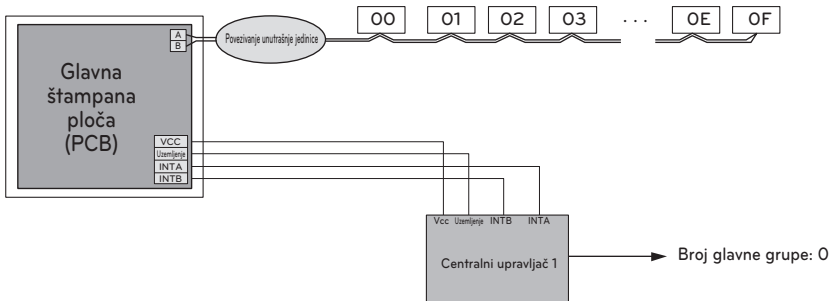 00 01 02 03 . . . 0E 0F
A
B
Povezivanje unutrašnje jedinice
Glavna
štampana
ploča
(PCB)
VCC
Uzemljenje
INTA
INTB
Vcc Uzemljenje INTB INTA
Centralni upravljač 1
Broj glavne grupe: 0